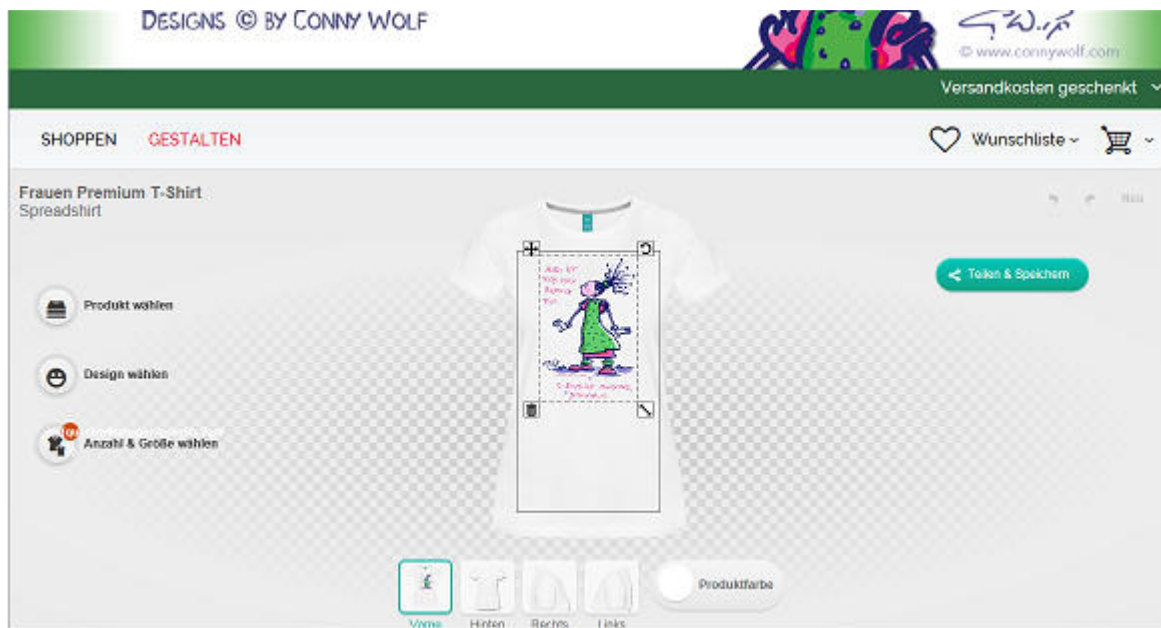 DESIGNS © BY CONNY WOLF
© www.connywolf.com
Versandkosten geschenkt
SHOPPEN GESTALTEN
Wunschliste
Frauen Premium T-Shirt
Spreadshirt
Neu
Teilen & Speichern
Produkt wählen
Design wählen
Anzahl & Größe wählen
Produktfarbe
Vorne Hinten Rechts Links